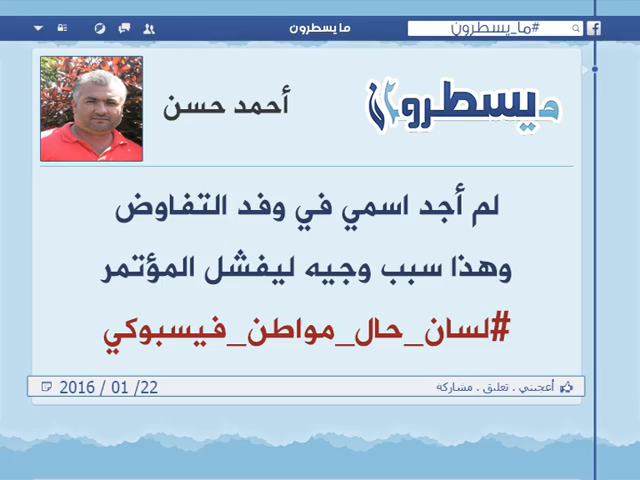 ما يسطرون
#ما_يسطرون
f
ما يسطرون
أحمد حسن
لم أجد اسمي في وفد التفاوض
وهذا سبب وجيه ليفشل المؤتمر
#لسان_حال_مواطن_فيسبوكي
أعجبني . تعليق . مشاركة
2016 / 01 /22